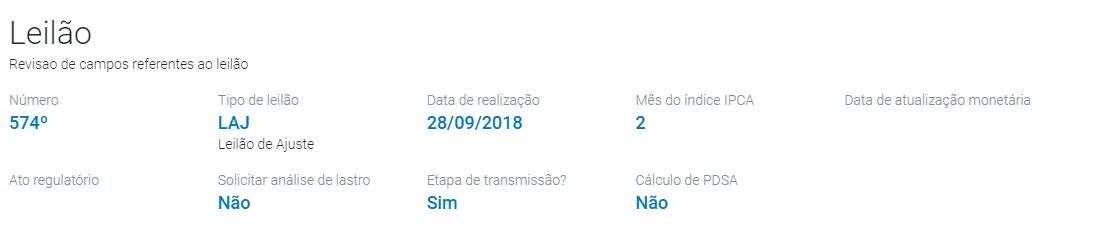 Leilão
Revisao de campos referentes ao leilão
Número
Tipo de leilão
Data de realização
Mês do índice IPCA
Data de atualização monetária
574º
LAJ
28/09/2018
2
Leilão de Ajuste
Ato regulatório
Solicitar análise de lastro
Etapa de transmissão?
Cálculo de PDSA
Não
Sim
Não